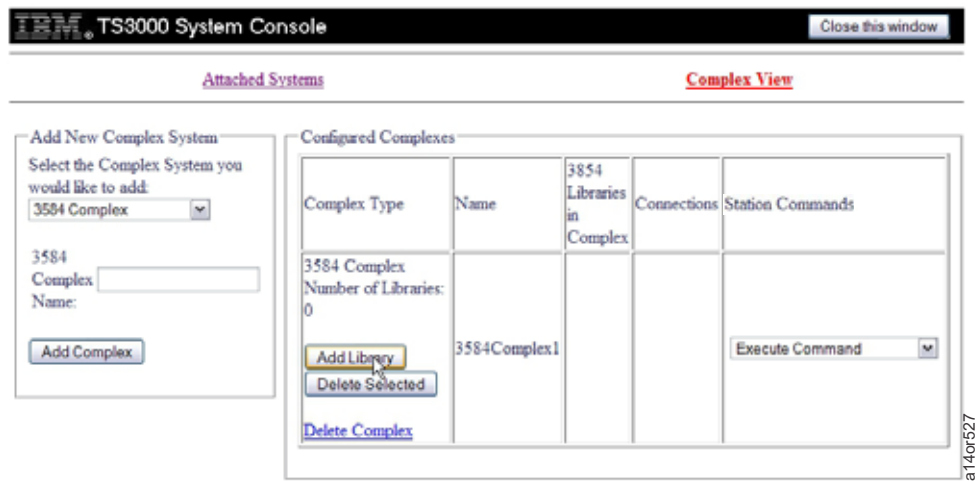 IBM® TS3000 System Console
Close this window
Attached Systems
Complex View
Add New Complex System
Select the Complex System you
would like to add:
3584 Complex
3584
Complex
Name:
Add Complex
Configured Complexes
Complex Type
Name
3854
Libraries
in
Complex
Connections
Station Commands
3584 Complex
Number of Libraries:
0
Add Library
Delete Selected
Delete Complex
3584Complex1
Execute Command
a14or527